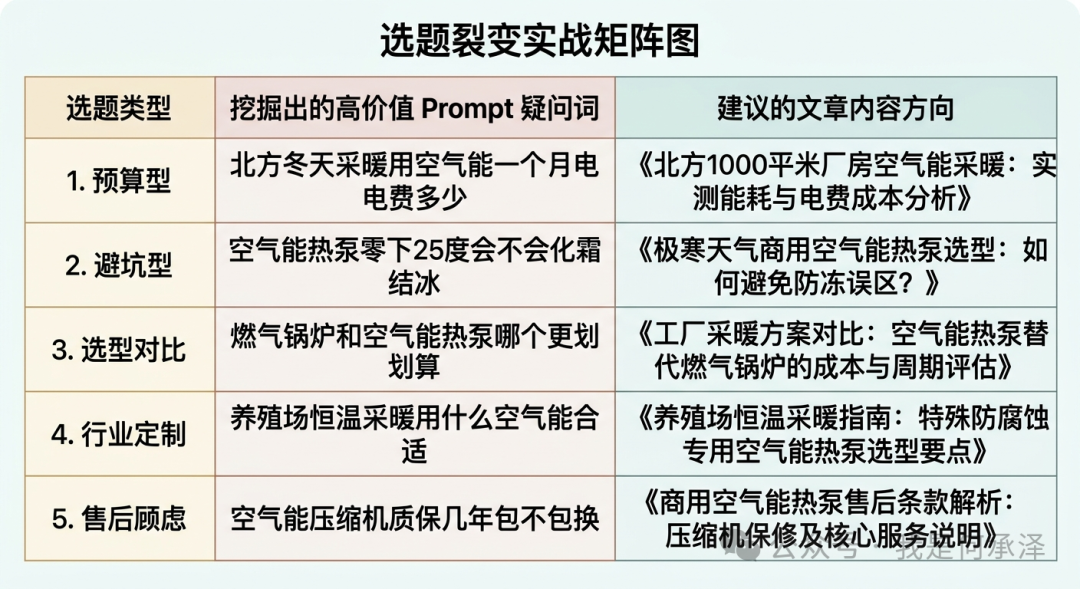 选题裂变实战矩阵图
选题类型
挖掘出的高价值 Prompt 疑问词
建议的文章内容方向
1. 预算型
北方冬天采暖用空气能一个月电
电费多少
《北方1000平米厂房空气能采暖：实
测能耗与电费成本分析》
2. 避坑型
空气能热泵零下25度会不会化霜
结冰
《极寒天气商用空气能热泵选型：如
何避免防冻误区？》
3. 选型对比
燃气锅炉和空气能热泵哪个更划
划算
《工厂采暖方案对比：空气能热泵替
代燃气锅炉的成本与周期评估》
4. 行业定制
养殖场恒温采暖用什么空气能合
适
《养殖场恒温采暖指南：特殊防腐蚀
专用空气能热泵选型要点》
5. 售后顾虑
空气能压缩机质保几年包不包换
《商用空气能热泵售后条款解析：
压缩机保修及核心服务说明》
公众号 · 我是何承泽